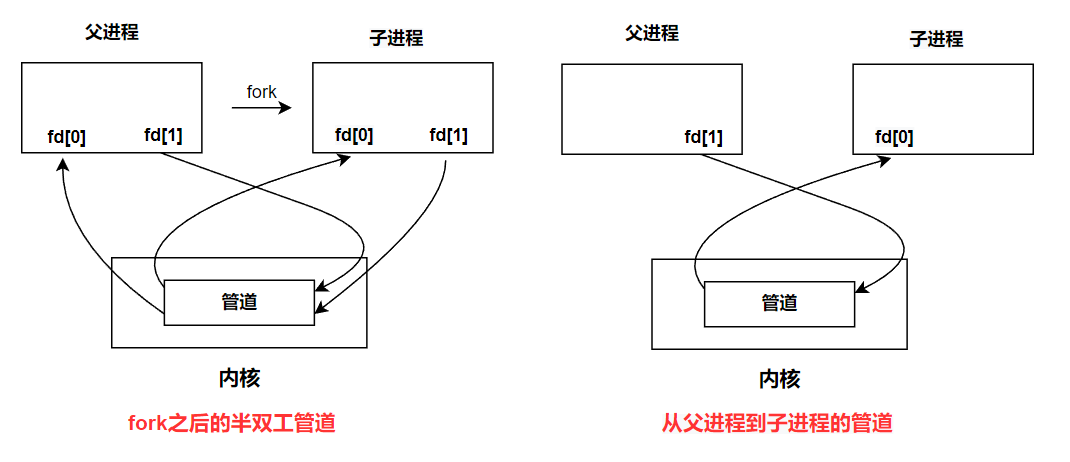 父进程
子进程
fork
fd[0]
fd[1]
fd[0]
fd[1]
管道
内核
fork之后的半双工管道
父进程
子进程
fd[1]
fd[0]
管道
内核
从父进程到子进程的管道